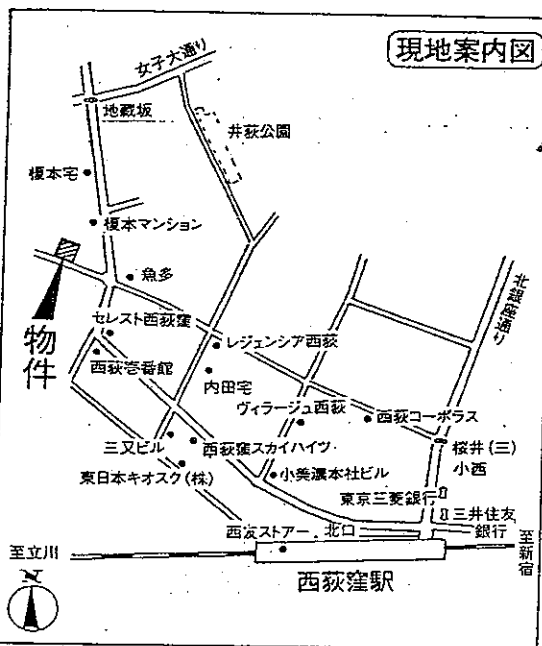 現地案内図
女子大通り
地蔵坂
井荻公園
榎本宅
榎本マンション
魚多
物件
セレスト西荻窪
西荻壱番館
レジェンシア西荻
内田宅
ヴィラージュ西荻
西荻コーポラス
三又ビル
西荻窪スカイハイツ
東日本キオスク(株)
小美濃本社ビル
桜井(三)
小西
東京三菱銀行
三井住友
銀行
西友ストアー
北口
至立川
至新宿
西荻窪駅
N